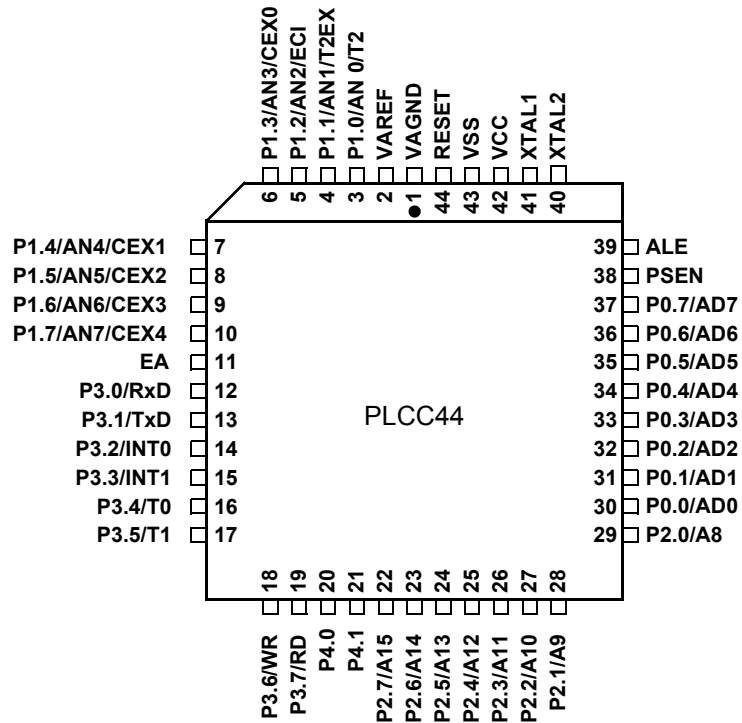 P1.3/AN3/CEX0
P1.2/AN2/ECI
P1.1/AN1/T2EX
P1.0/AN 0/T2
VAREF
VAGND
RESET
VSS
VCC
XTAL1
XTAL2
6
5
4
3
2
1
44
43
42
41
40
P1.4/AN4/CEX1 7
P1.5/AN5/CEX2 8
P1.6/AN6/CEX3 9
P1.7/AN7/CEX4 10
EA 11
P3.0/RxD 12
P3.1/TxD 13
P3.2/INT0 14
P3.3/INT1 15
P3.4/T0 16
P3.5/T1 17
PLCC44
39 ALE
38 PSEN
37 P0.7/AD7
36 P0.6/AD6
35 P0.5/AD5
34 P0.4/AD4
33 P0.3/AD3
32 P0.2/AD2
31 P0.1/AD1
30 P0.0/AD0
29 P2.0/A8
18
19
20
21
22
23
24
25
26
27
28
P3.6/WR
P3.7/RD
P4.0
P4.1
P2.7/A15
P2.6/A14
P2.5/A13
P2.4/A12
P2.3/A11
P2.2/A10
P2.1/A9